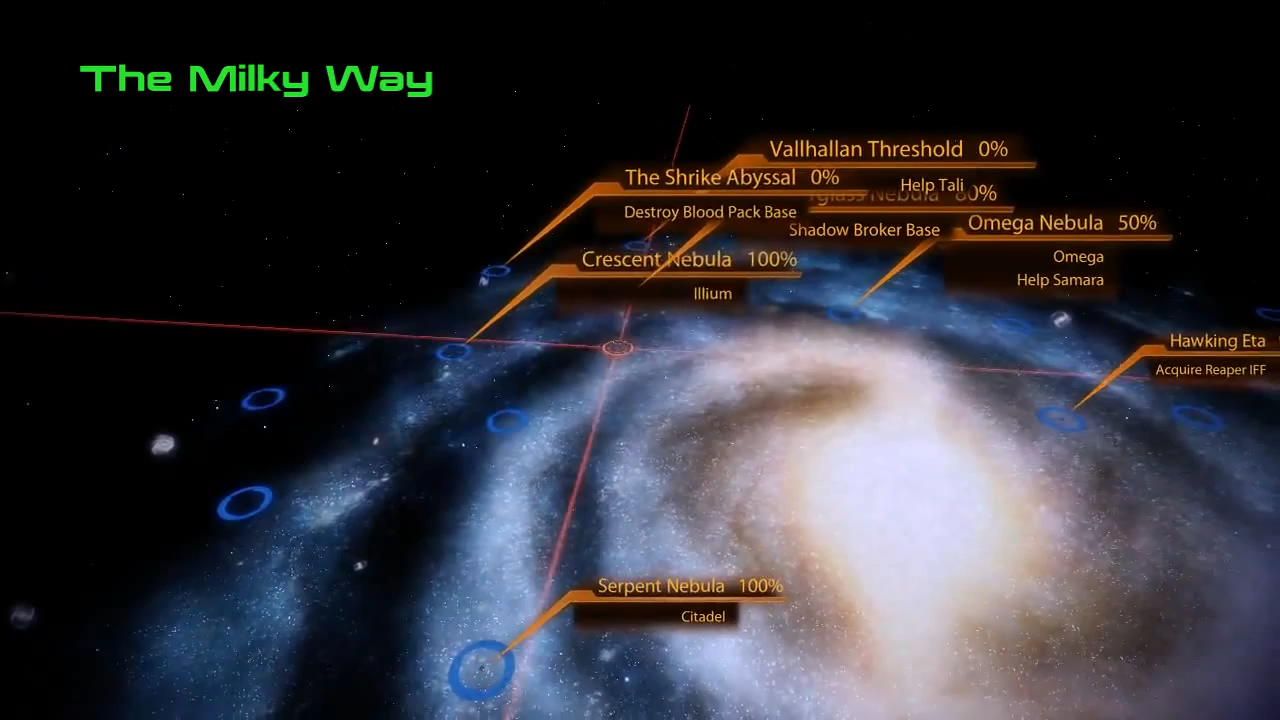 The Milky Way
Vallhallan Threshold 0%
Help Tali
The Shrike Abyssal 0%
Destroy Blood Pack Base
Nebula 80%
Shadow Broker Base
Omega Nebula 50%
Omega
Help Samara
Crescent Nebula 100%
Illium
Hawking Eta
Acquire Reaper IFF
Serpent Nebula 100%
Citadel